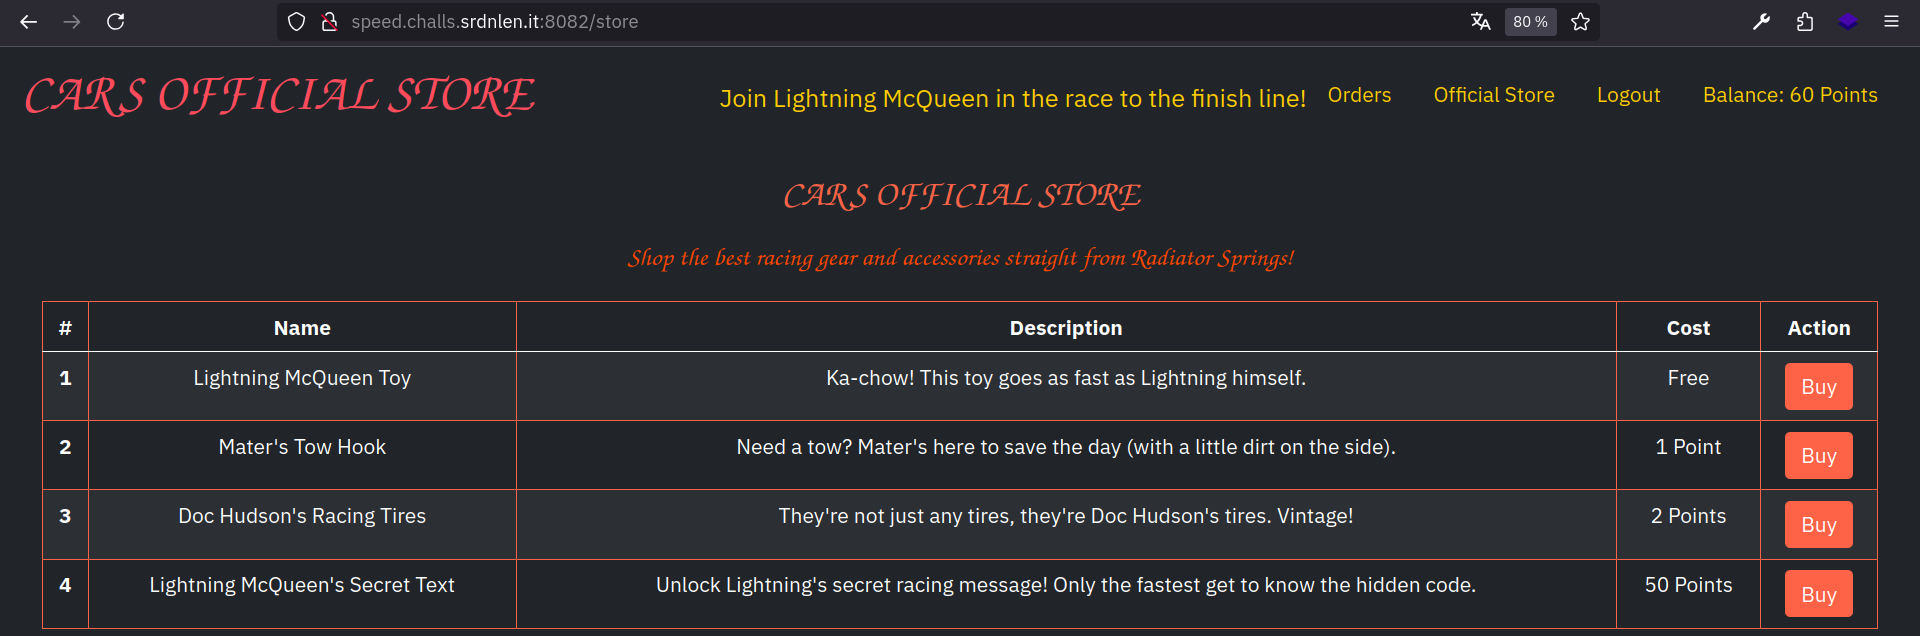 speed.challs.srdnlen.it:8082/store 80 %
CARS OFFICIAL STORE Join Lightning McQueen in the race to the finish line! Orders Official Store Logout Balance: 60 Points
CARS OFFICIAL STORE
Shop the best racing gear and accessories straight from Radiator Springs!
# Name Description Cost Action
1 Lightning McQueen Toy Ka-chow! This toy goes as fast as Lightning himself. Free Buy
2 Mater's Tow Hook Need a tow? Mater's here to save the day (with a little dirt on the side). 1 Point Buy
3 Doc Hudson's Racing Tires They're not just any tires, they're Doc Hudson's tires. Vintage! 2 Points Buy
4 Lightning McQueen's Secret Text Unlock Lightning's secret racing message! Only the fastest get to know the hidden code. 50 Points Buy